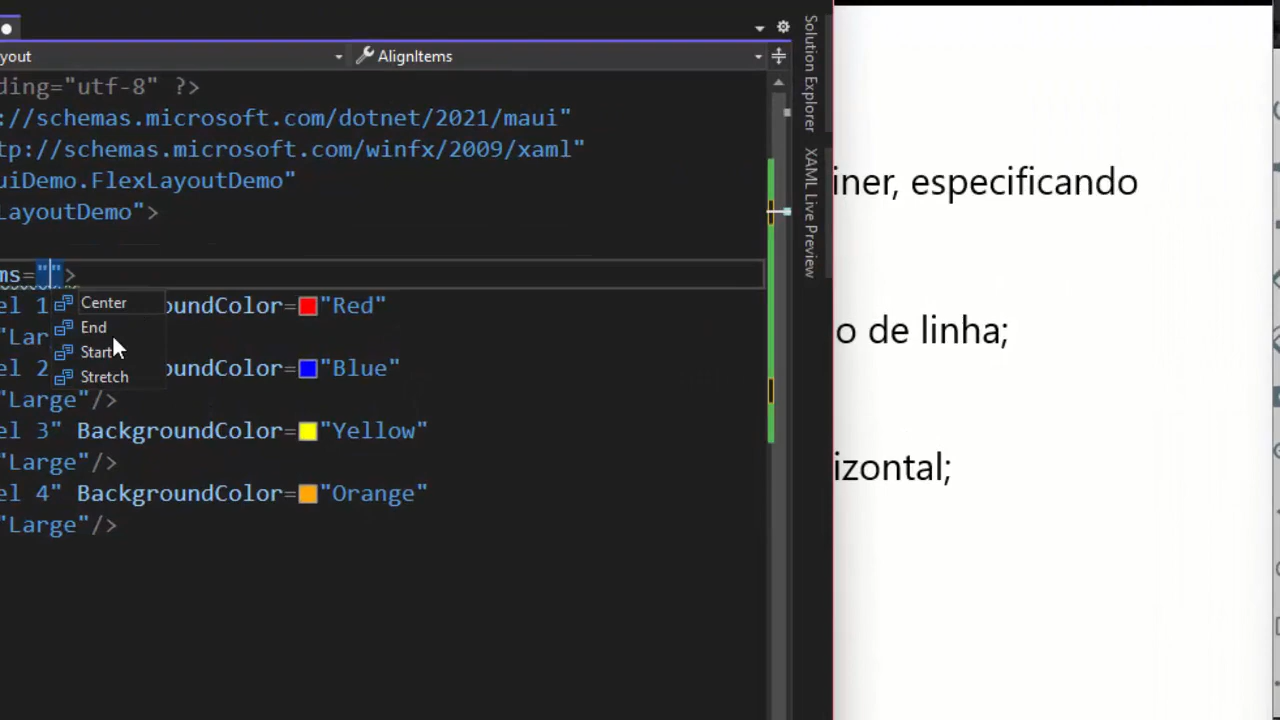 yout
AlignItems
ding="utf-8" ?>
://schemas.microsoft.com/dotnet/2021/maui"
tp://schemas.microsoft.com/winfx/2009/xaml"
uiDemo.FlexLayoutDemo"
LayoutDemo">
ms="">
Center
End
Start
Stretch
el 1 oundColor="Red"
"Lar
el 2 oundColor="Blue"
"Large"/>
el 3" BackgroundColor="Yellow"
"Large"/>
el 4" BackgroundColor="Orange"
"Large"/>
Solution Explorer
XAML Live Preview
iner, especificando
o de linha;
izontal;